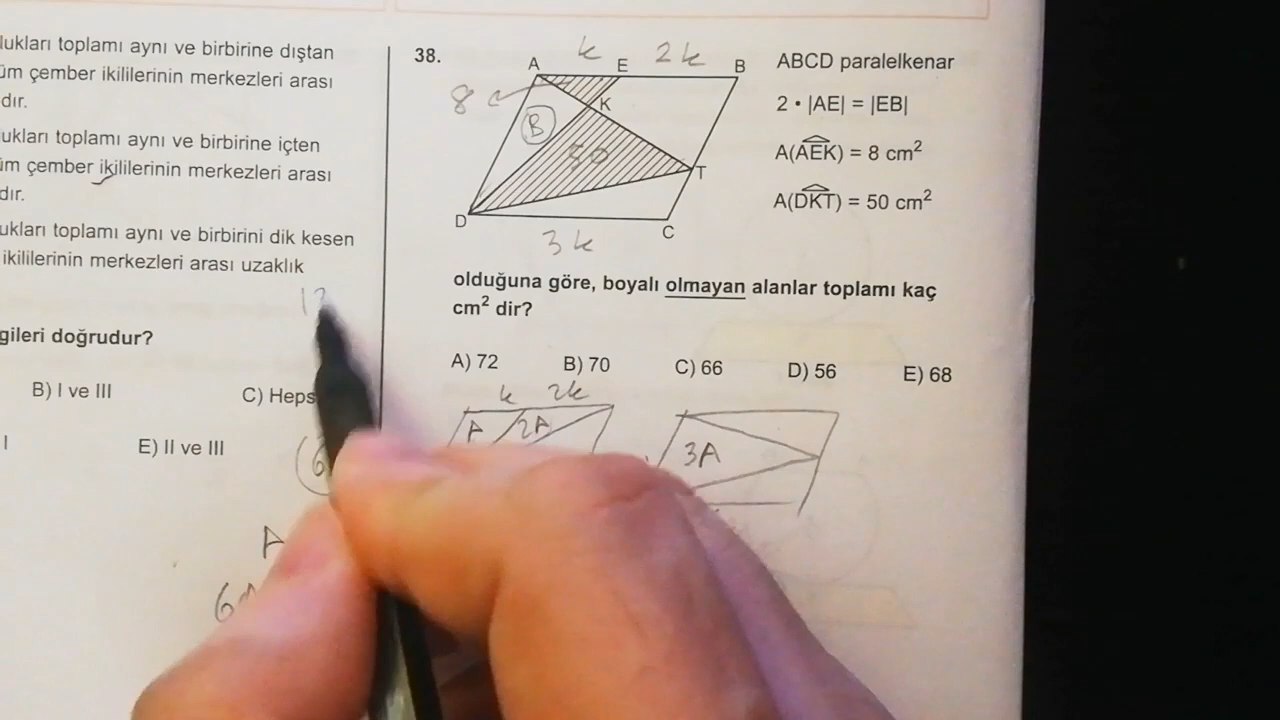 lukları toplamı aynı ve birbirine dıştan
üm çember ikililerinin merkezleri arası
dır.
ukları toplamı aynı ve birbirine içten
üm çember ikililerinin merkezleri arası
dır.
ukları toplamı aynı ve birbirini dik kesen
ikililerinin merkezleri arası uzaklık
gileri doğrudur?
B) I ve III
C) Heps
I
E) II ve III
A
38.
k 2k
A E B
8
K
B
50
T
D
C
3k
ABCD paralelkenar
2 • |AE| = |EB|
A(AEK) = 8 cm²
A(DKT) = 50 cm²
olduğuna göre, boyalı olmayan alanlar toplamı kaç
cm² dir?
A) 72 B) 70 C) 66 D) 56 E) 68
k 2k
A 2A
3A